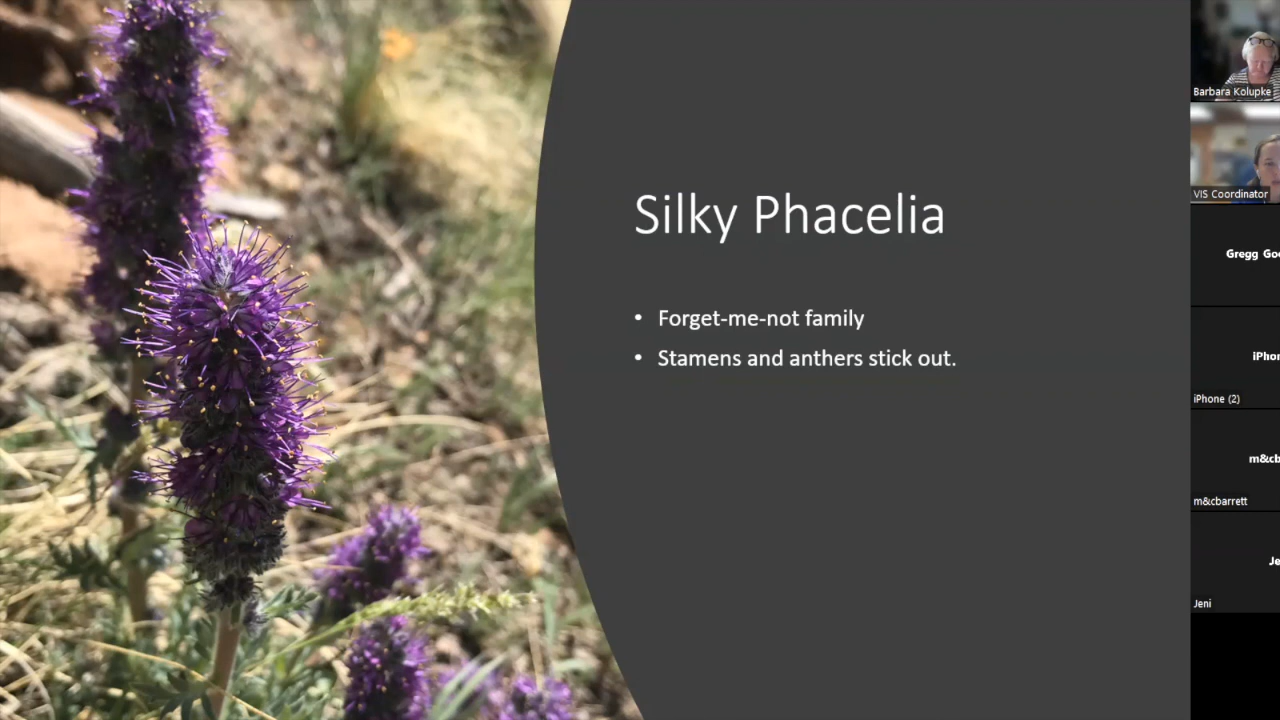 Silky Phacelia
• Forget-me-not family
• Stamens and anthers stick out.
Barbara Kolupke
VIS Coordinator
Gregg
iPhone (2)
m&cbarrett
Jeni